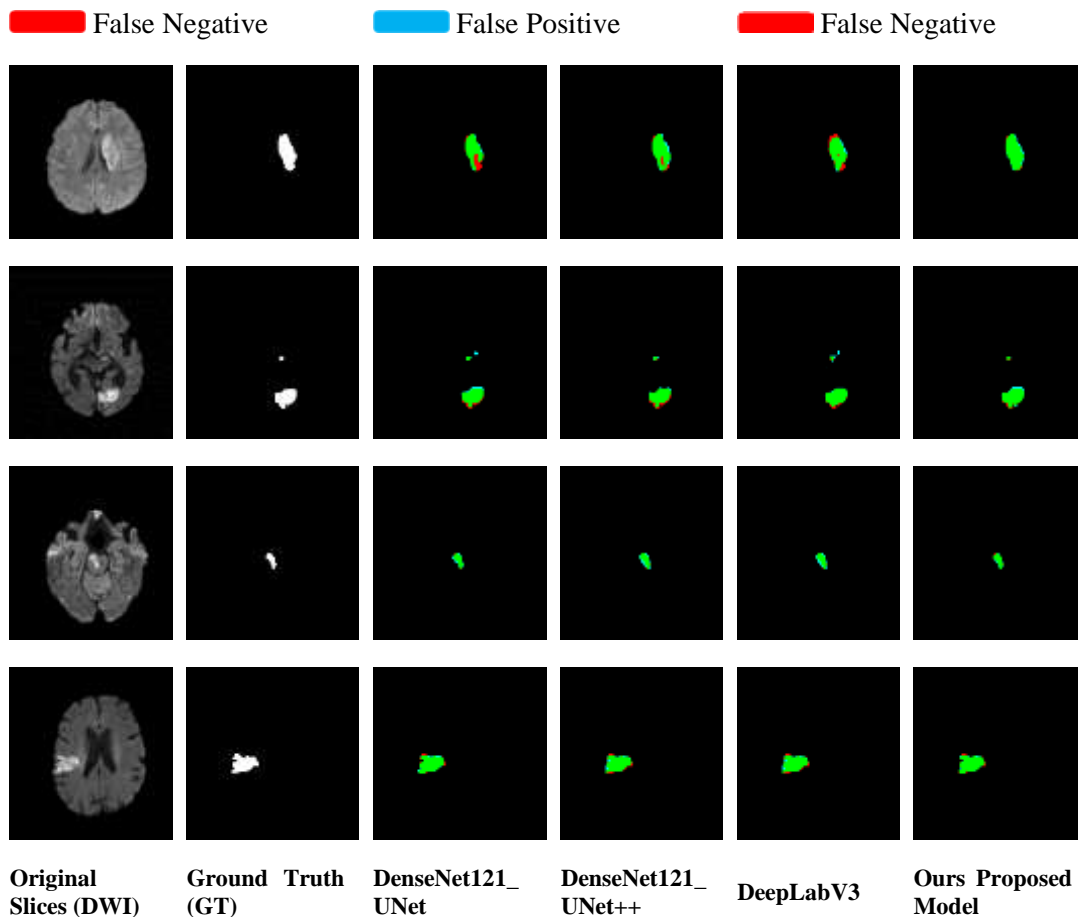 False Negative False Positive False Negative
Original Ground Truth DenseNet121_ DenseNet121_ DeepLabV3 Ours Proposed
Slices (DWI) (GT) UNet UNet++ Model